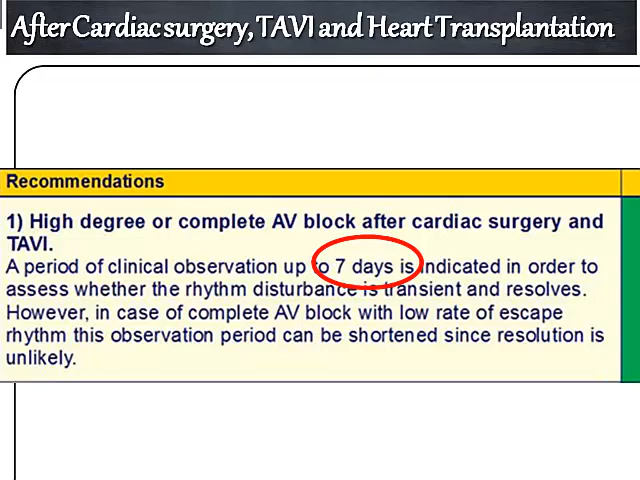 After Cardiac surgery, TAVI and Heart Transplantation
Recommendations
1) High degree or complete AV block after cardiac surgery and
TAVI.
A period of clinical observation up to 7 days is indicated in order to
assess whether the rhythm disturbance is transient and resolves.
However, in case of complete AV block with low rate of escape
rhythm this observation period can be shortened since resolution is
unlikely.